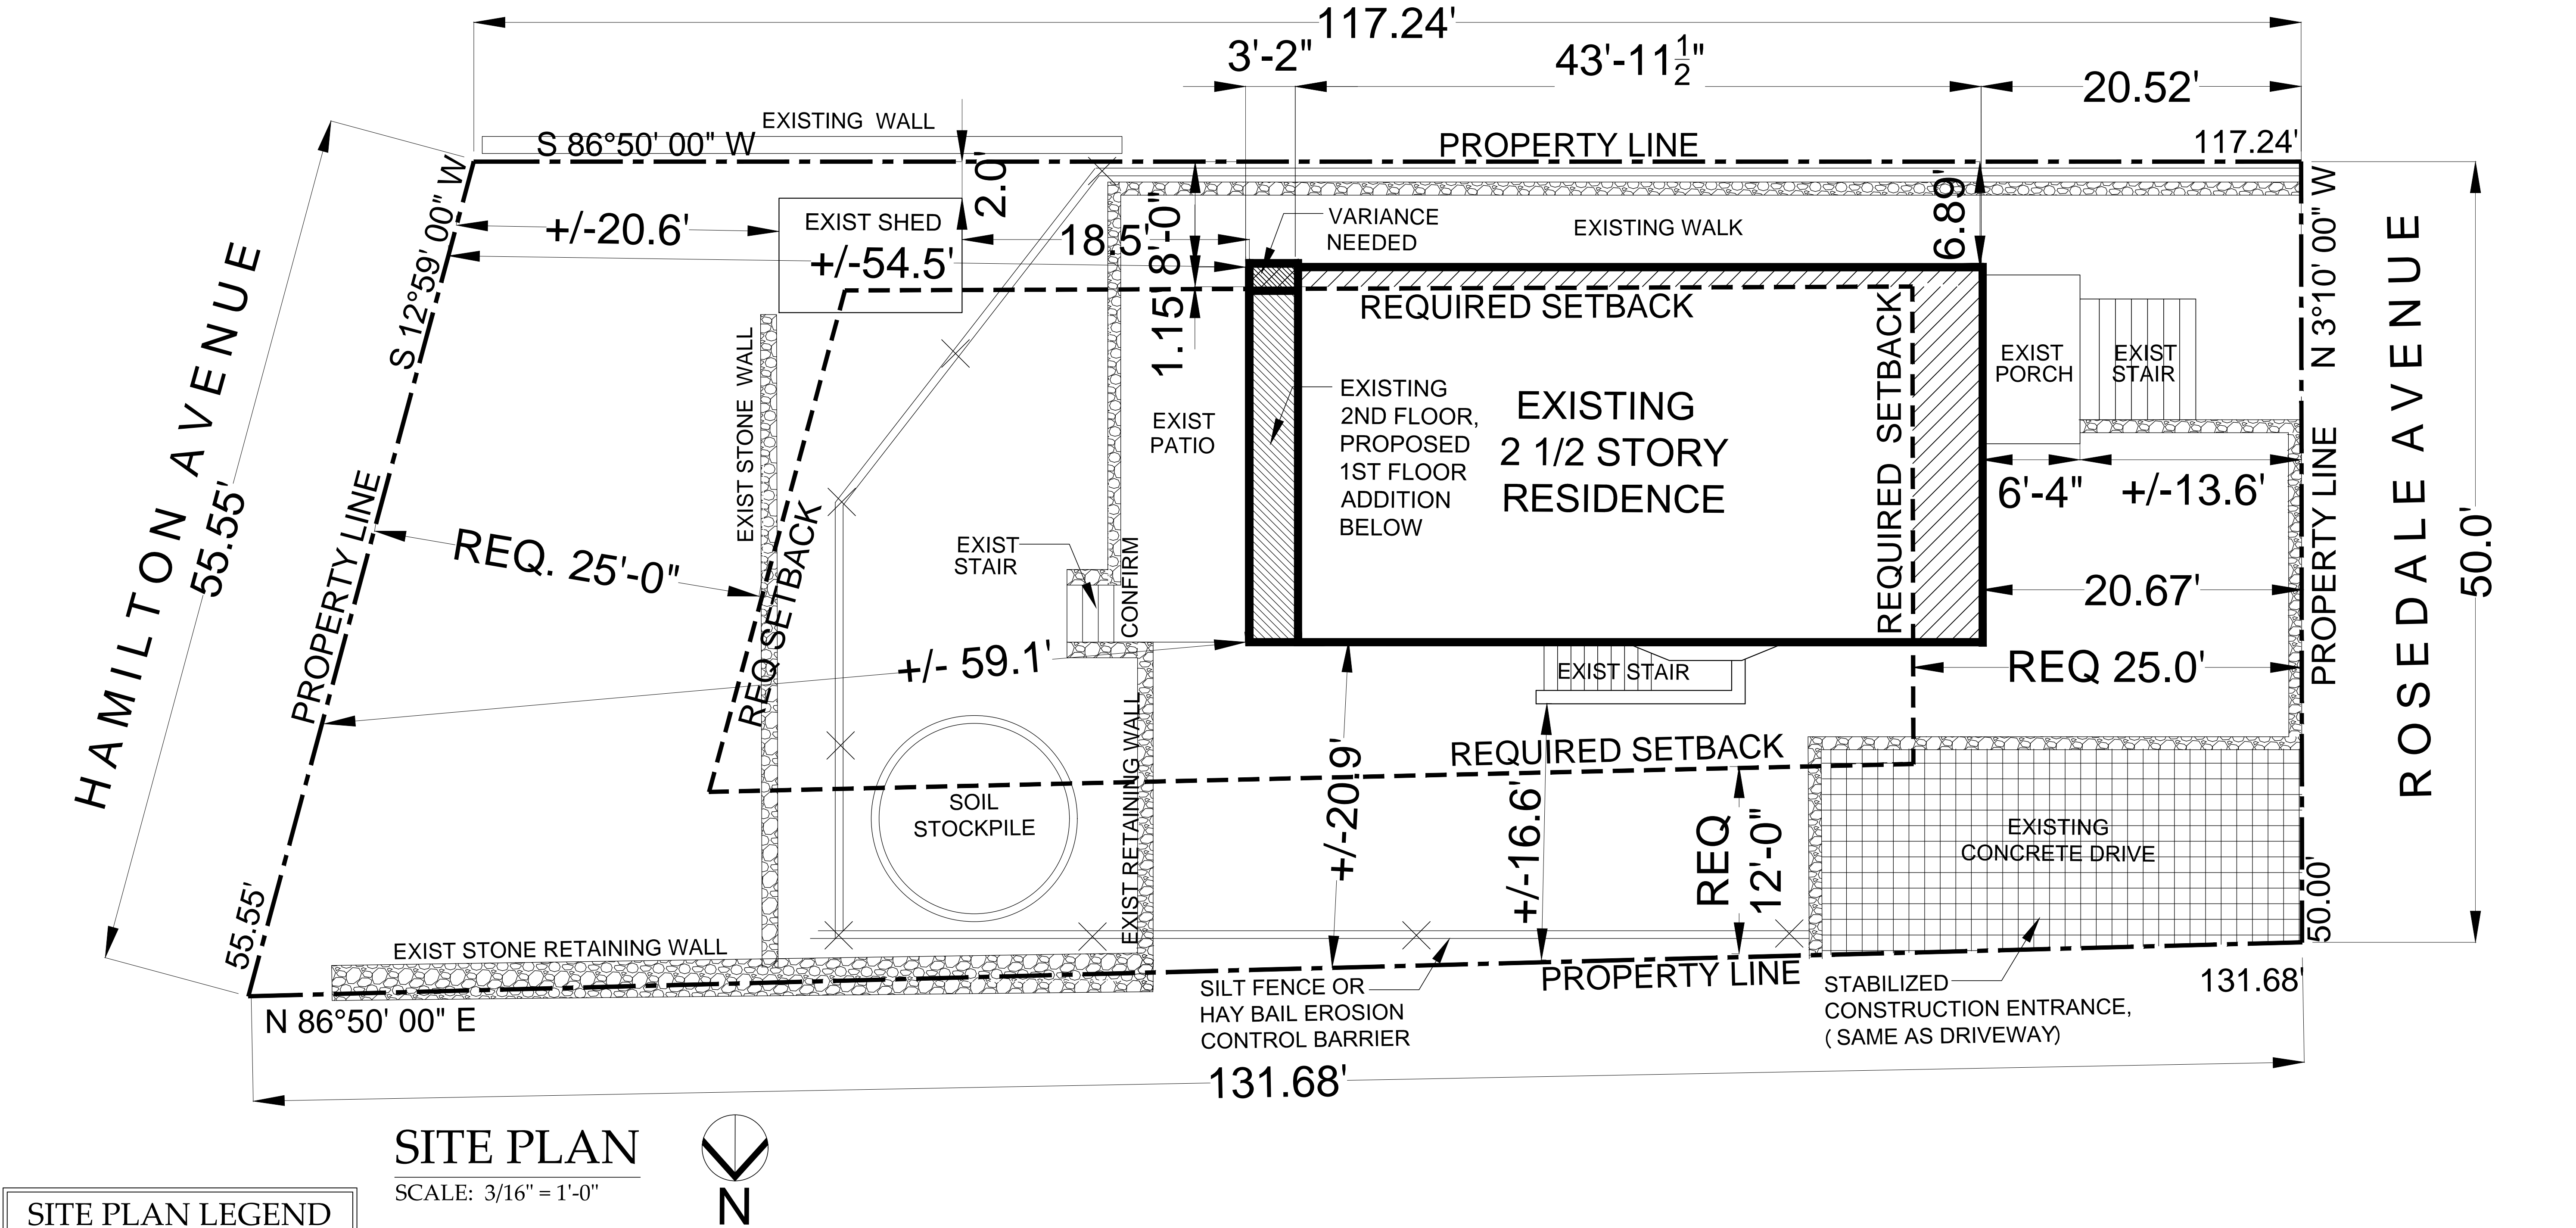 117.24'
3'-2"
43'-11 1/2"
20.52'
EXISTING WALL
S 86°50' 00" W
PROPERTY LINE
117.24'
2.0'
6.89'
EXIST SHED
+/-20.6'
+/-54.5'
18.5'
8'-0"
1.15'
VARIANCE
NEEDED
EXISTING WALK
S 12°59' 00" W
N 3°10' 00" W
HAMILTON AVENUE
55.55'
ROSEDALE AVENUE
50.0'
REQUIRED SETBACK
REQUIRED SETBACK
EXIST
PORCH
EXIST
STAIR
EXIST STONE WALL
EXIST
PATIO
EXISTING
2ND FLOOR,
PROPOSED
1ST FLOOR
ADDITION
BELOW
EXISTING
2 1/2 STORY
RESIDENCE
6'-4"
+/-13.6'
PROPERTY LINE
PROPERTY LINE
REQ. 25'-0"
REQ SETBACK
EXIST
STAIR
CONFIRM
20.67'
+/- 59.1'
EXIST STAIR
REQ 25.0'
REQUIRED SETBACK
EXIST RETAINING WALL
SOIL
STOCKPILE
+/-20.9'
+/-16.6'
REQ
12'-0"
EXISTING
CONCRETE DRIVE
50.00'
55.55'
EXIST STONE RETAINING WALL
PROPERTY LINE
N 86°50' 00" E
SILT FENCE OR
HAY BAIL EROSION
CONTROL BARRIER
STABILIZED
CONSTRUCTION ENTRANCE,
( SAME AS DRIVEWAY)
131.68'
131.68'
SITE PLAN
SCALE: 3/16" = 1'-0"
N
SITE PLAN LEGEND